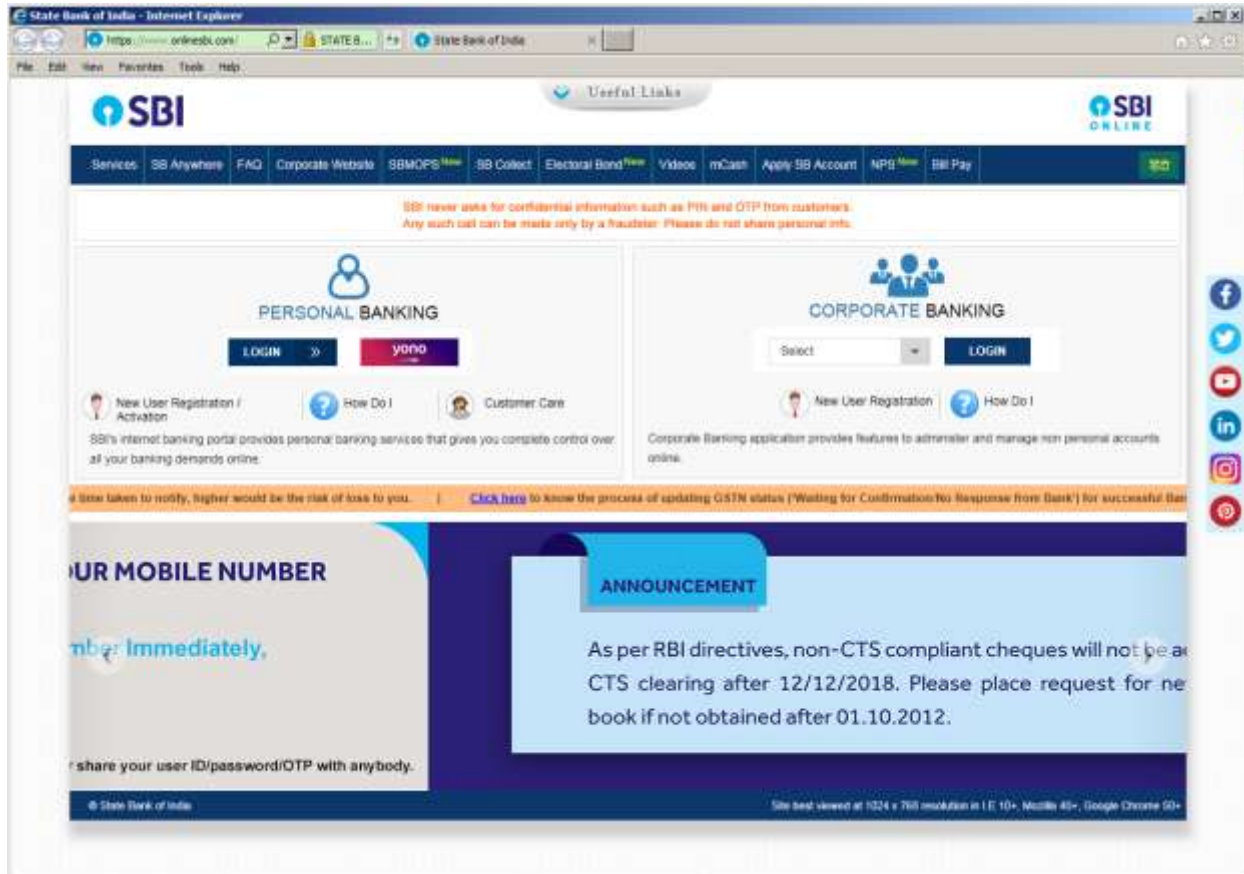 State Bank of India - Internet Explorer
https://www.onlinesbi.com/ STATE B... State Bank of India
File Edit View Favorites Tools Help
Useful Links
SBI
SBI
ONLINE
Services SB Anywhere FAQ Corporate Website SBMOPS New SB Collect Electoral Bond New Videos mCash Apply SB Account NPS New Bill Pay
SBI never asks for confidential information such as PIN and OTP from customers.
Any such call can be made only by a fraudster. Please do not share personal info.
PERSONAL BANKING
LOGIN »
yono
New User Registration /
Activation
How Do I
Customer Care
SBI's internet banking portal provides personal banking services that gives you complete control over
all your banking demands online.
CORPORATE BANKING
Select
LOGIN
New User Registration
How Do I
Corporate Banking application provides features to administer and manage non personal accounts
online.
e time taken to notify, higher would be the risk of loss to you. | Click here to know the process of updating GSTN status ('Waiting for Confirmation/No Response from Bank') for successful Ban
OUR MOBILE NUMBER
mber Immediately,
r share your user ID/password/OTP with anybody.
ANNOUNCEMENT
As per RBI directives, non-CTS compliant cheques will not be ac
CTS clearing after 12/12/2018. Please place request for ne
book if not obtained after 01.10.2012.
© State Bank of India
Site best viewed at 1024 x 768 resolution in I.E 10+, Mozilla 40+, Google Chrome 50+